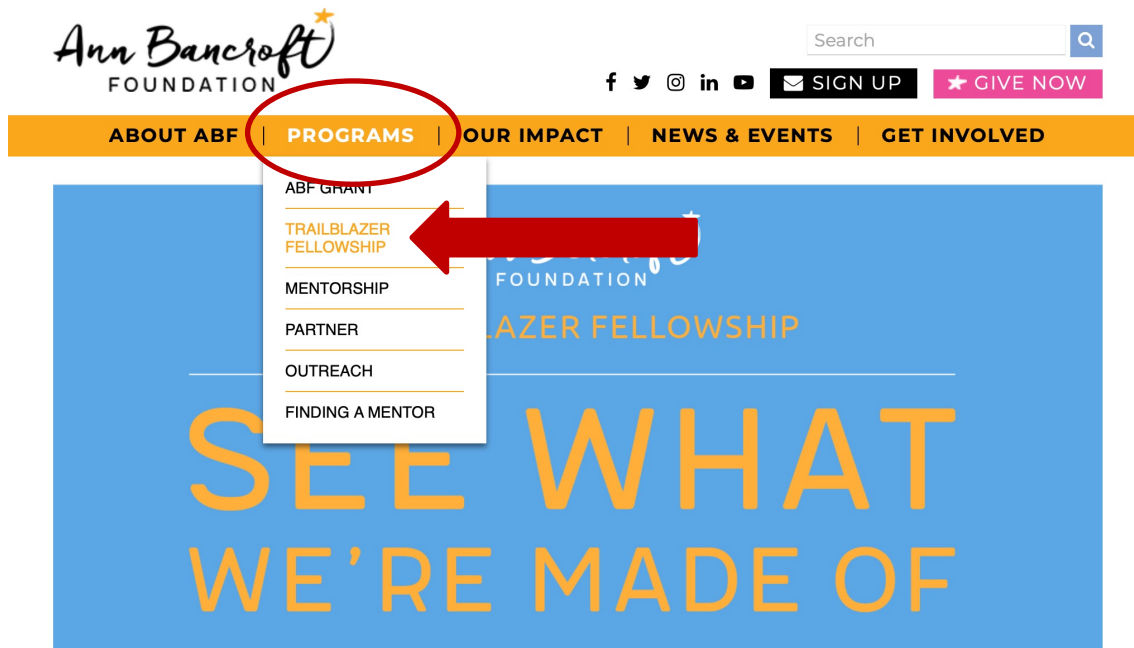 Ann Bancroft
FOUNDATION
Search
SIGN UP
GIVE NOW
ABOUT ABF | PROGRAMS | OUR IMPACT | NEWS & EVENTS | GET INVOLVED
ABF GRANT
TRAILBLAZER
FELLOWSHIP
MENTORSHIP
PARTNER
OUTREACH
FINDING A MENTOR
FOUNDATION
LAZER FELLOWSHIP
SEE WHAT
WE'RE MADE OF